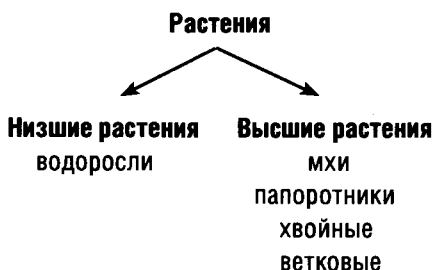 Растения
Низшие растения Высшие растения
водоросли мхи
папоротники
хвойные
ветковые